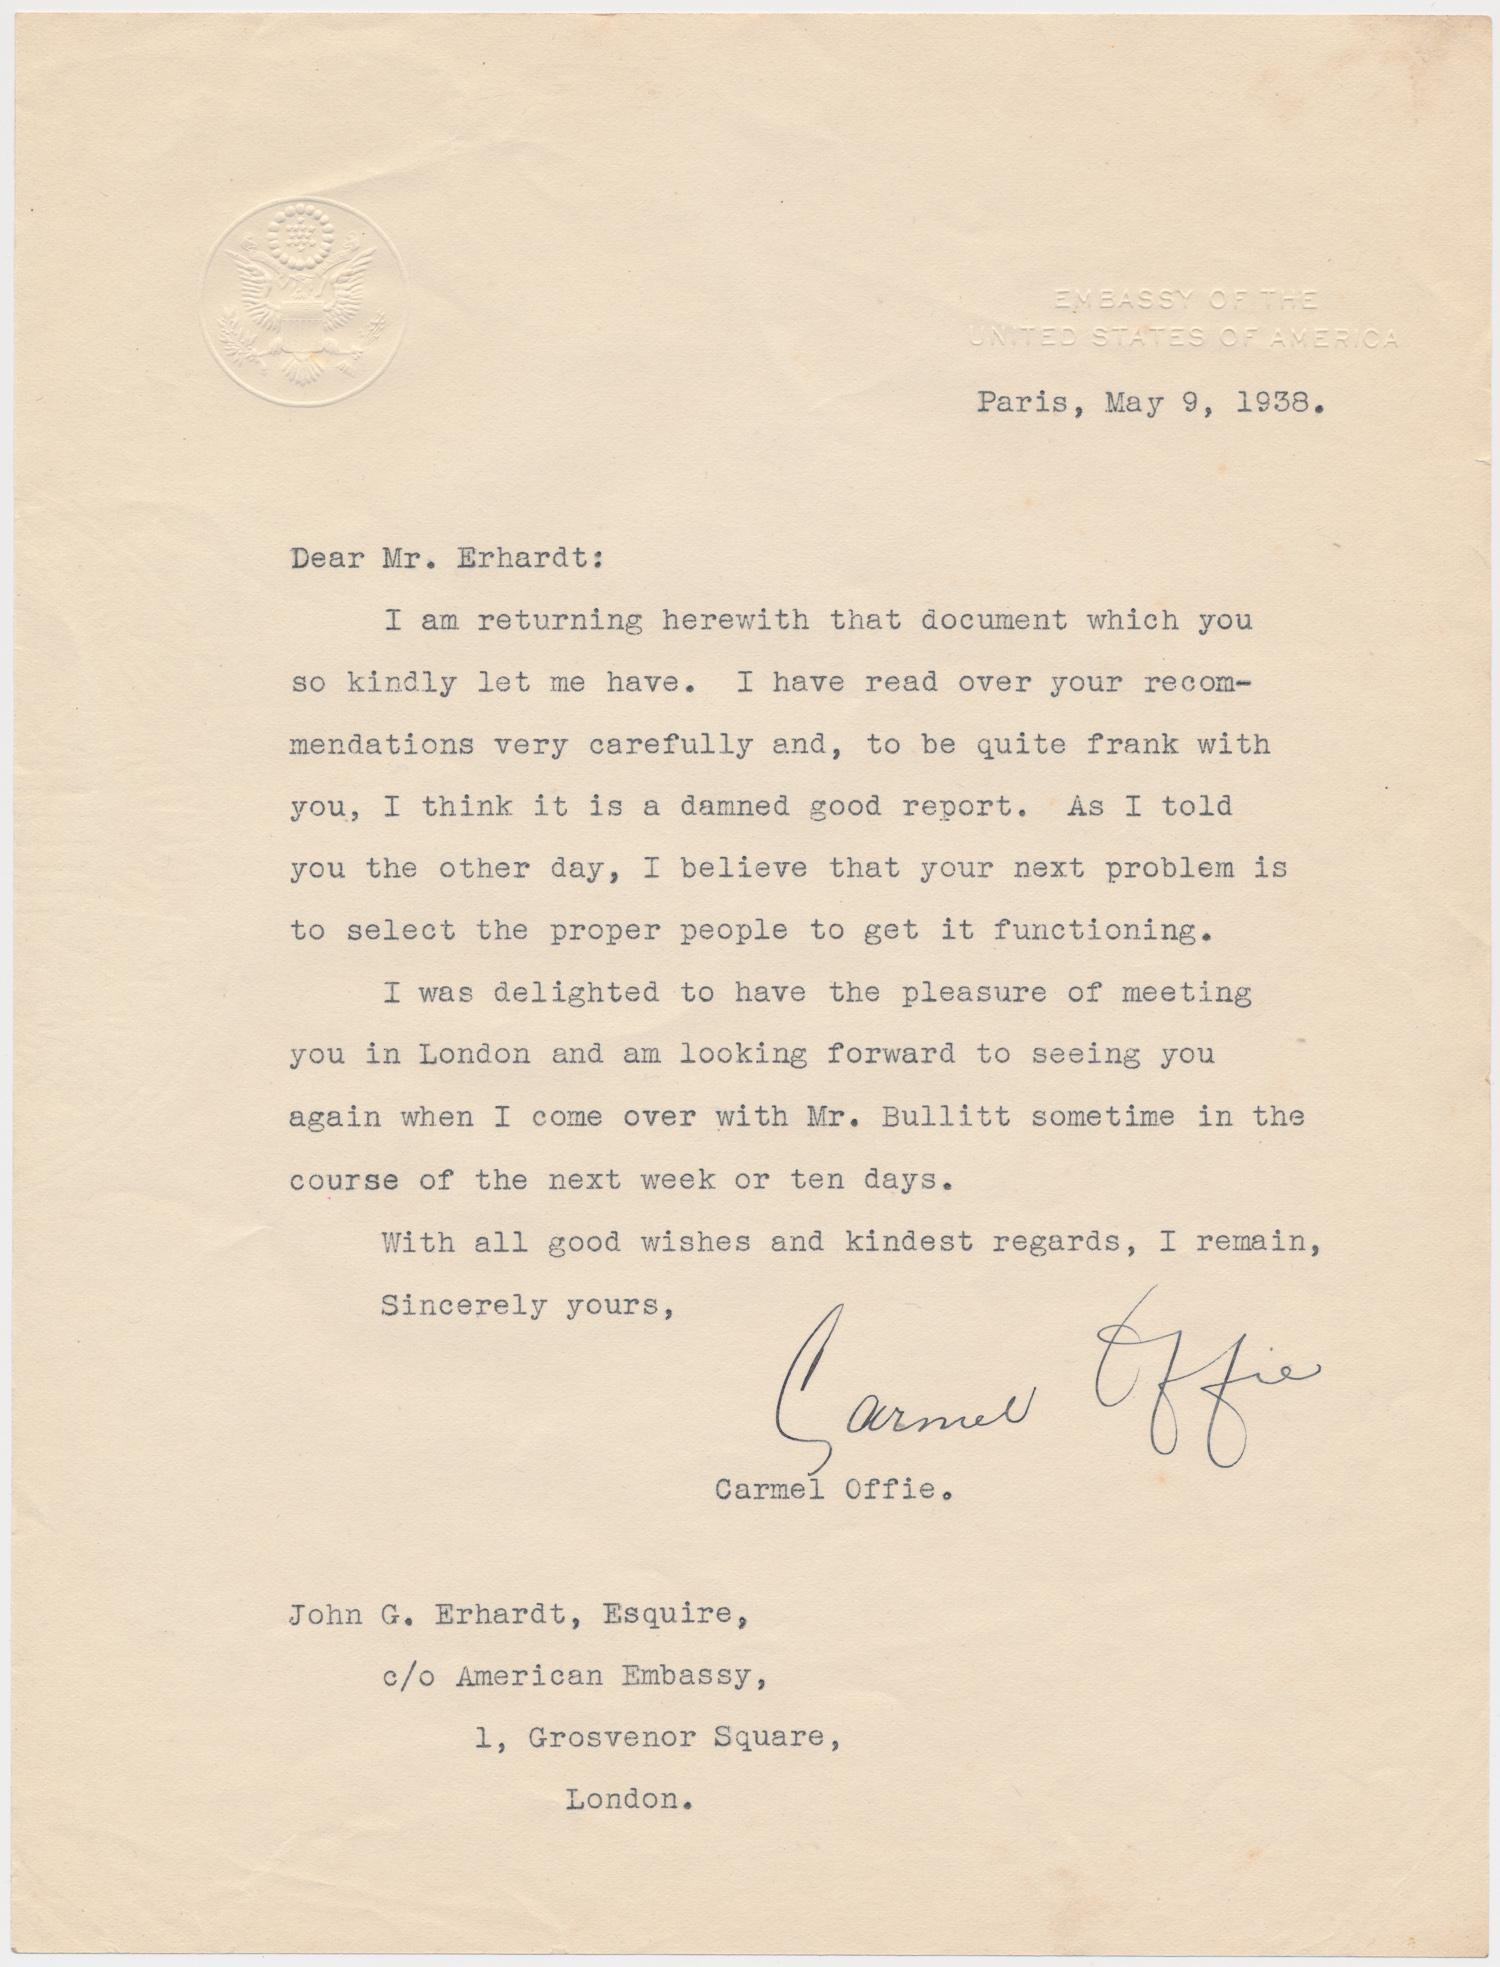 EMBASSY OF THE
UNITED STATES OF AMERICA
Paris, May 9, 1938.
Dear Mr. Erhardt:
I am returning herewith that document which you
so kindly let me have. I have read over your recom-
mendations very carefully and, to be quite frank with
you, I think it is a damned good report. As I told
you the other day, I believe that your next problem is
to select the proper people to get it functioning.
I was delighted to have the pleasure of meeting
you in London and am looking forward to seeing you
again when I come over with Mr. Bullitt sometime in the
course of the next week or ten days.
With all good wishes and kindest regards, I remain,
Sincerely yours,
Carmel Offie
Carmel Offie.
John G. Erhardt, Esquire,
c/o American Embassy,
1, Grosvenor Square,
London.